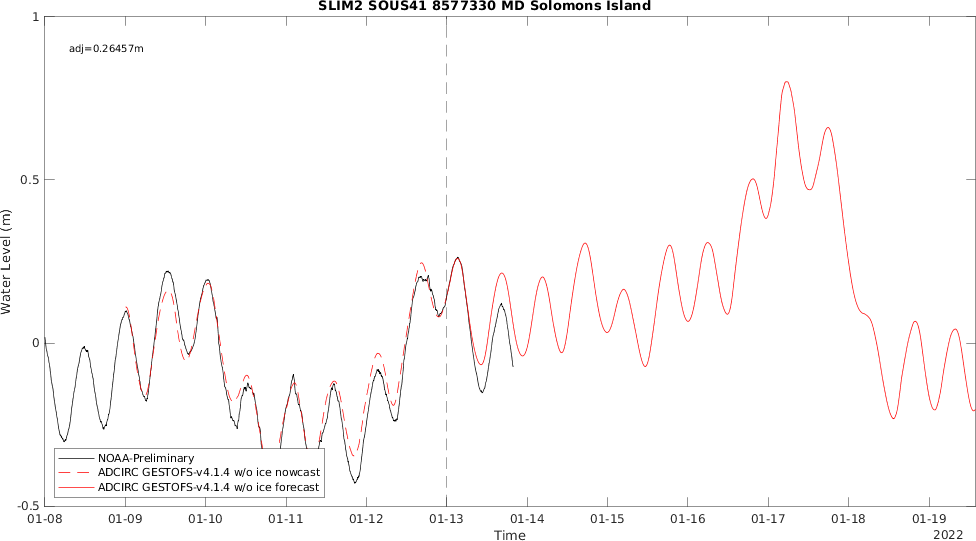 SLIM2 SOUS41 8577330 MD Solomons Island
1
adj=0.26457m
0.5
Water Level (m)
0
NOAA-Preliminary
ADCIRC GESTOFS-v4.1.4 w/o ice nowcast
ADCIRC GESTOFS-v4.1.4 w/o ice forecast
-0.5
01-08 01-09 01-10 01-11 01-12 01-13 01-14 01-15 01-16 01-17 01-18 01-19
Time
2022